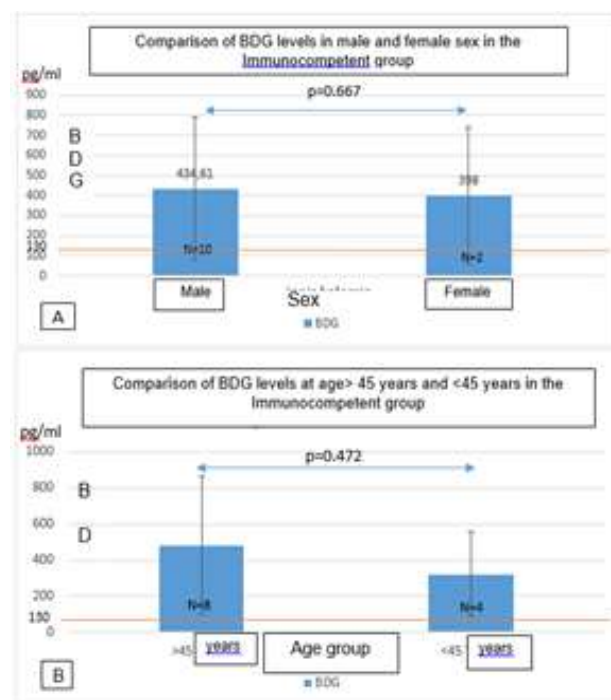 Comparison of BDG levels in male and female sex in the
Immunocompetent group
pg/ml
900
p=0.667
800
700
B
600
D
500
G
434,61
398
400
300
200
130
100
N=10
N=2
0
Male
Female
Sex
A
BDG
Comparison of BDG levels at age> 45 years and <45 years in the
Immunocompetent group
pg/ml
1000
p=0.472
800
B
600
D
400
200
N=8
N=4
130
0
>45
years
Age group
<45
years
B
BDG